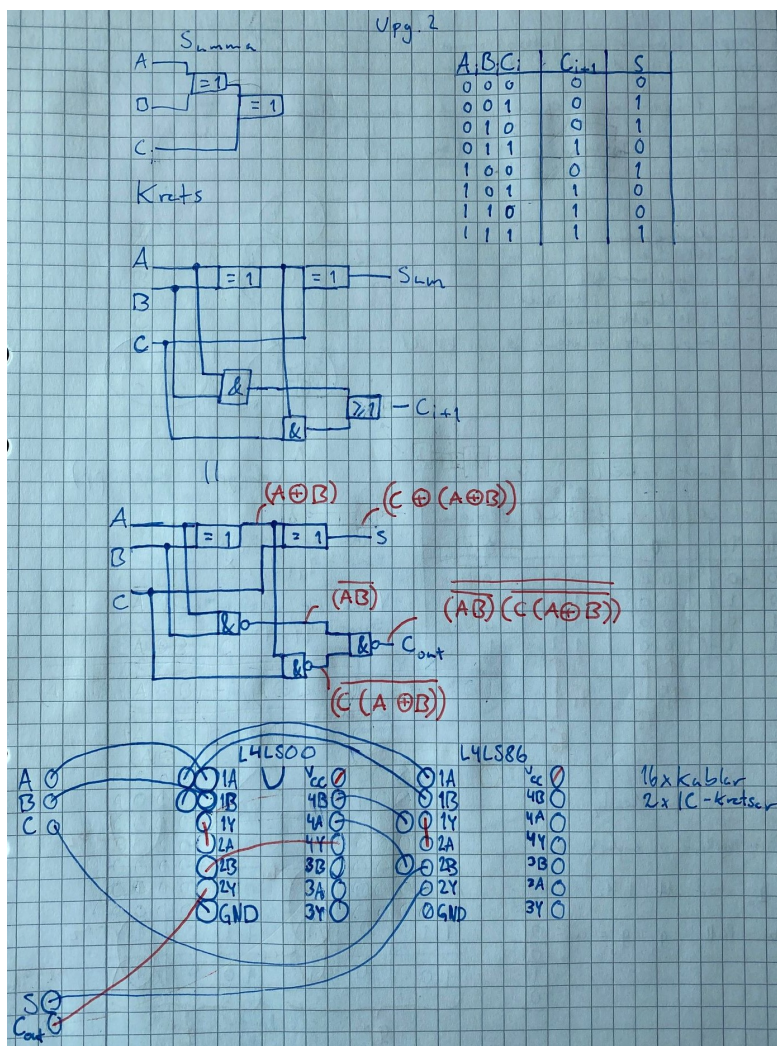 Upg. 2
Summa
A
= 1
B
= 1
C
Krets
A B Ci Ci+1 S
0 0 0 0 0
0 0 1 0 1
0 1 0 0 1
0 1 1 1 0
1 0 0 0 1
1 0 1 1 0
1 1 0 1 0
1 1 1 1 1
A
= 1 = 1 Sum
B
C
& ≥1 Ci+1
&
||
(A⊕B) (C ⊕ (A⊕B))
A
= 1 = 1 S
B
C
(A̅B̅) (A̅B̅)(C̅(̅A̅⊕̅B̅)̅)
& & Cout
&
(C̅ ̅(̅A̅ ̅⊕̅B̅)̅)
L4LS00 L4LS86
A 1A Vcc 1A Vcc 16x kablar
B 1B 4B 1B 4B 2x IC-kretsar
C 1Y 4A 1Y 4A
2A 4Y 2A 4Y
2B 3B 2B 3B
2Y 3A 2Y 3A
GND 3Y GND 3Y
S
Cout